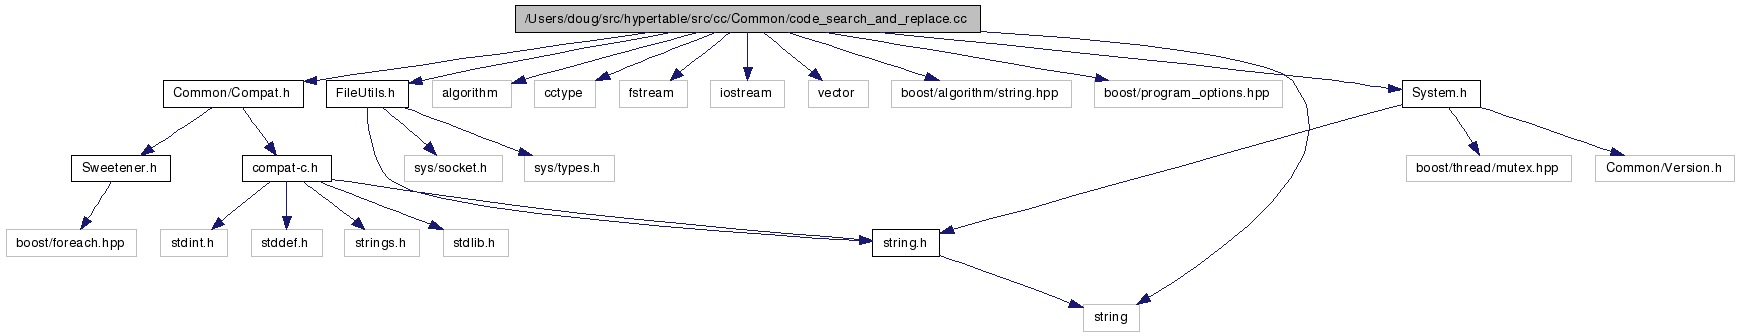 /Users/doug/src/hypertable/src/cc/Common/code_search_and_replace.cc
Common/Compat.h
FileUtils.h
algorithm
cctype
fstream
iostream
vector
boost/algorithm/string.hpp
boost/program_options.hpp
System.h
Sweetener.h
compat-c.h
sys/socket.h
sys/types.h
boost/thread/mutex.hpp
Common/Version.h
boost/foreach.hpp
stdint.h
stddef.h
strings.h
stdlib.h
string.h
string